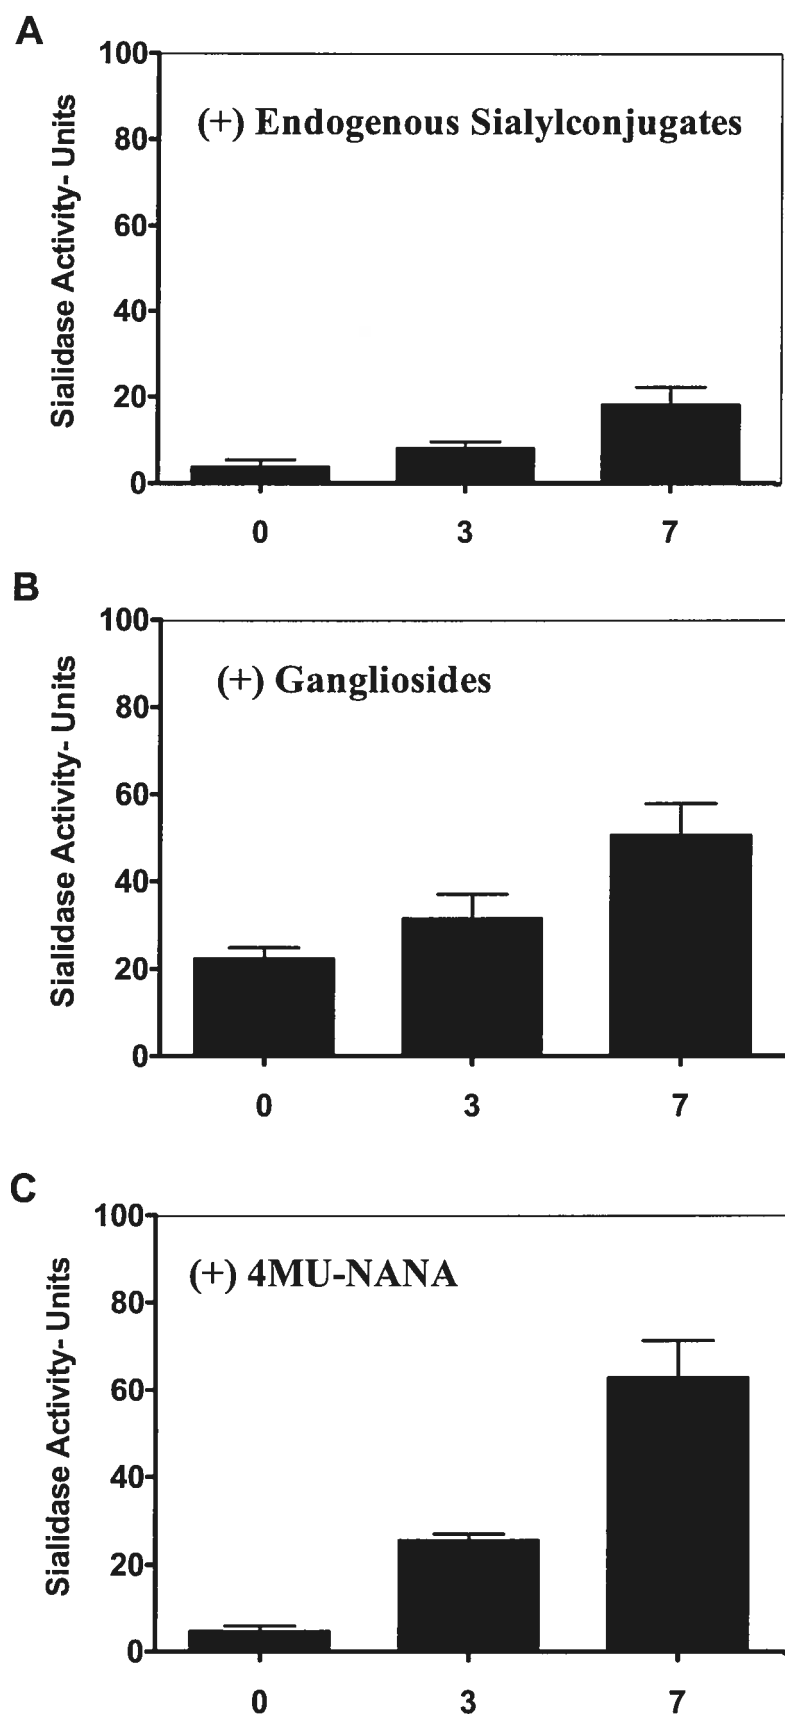 A
Sialidase Activity- Units
100
80
60
40
20
0
(+) Endogenous Sialylconjugates
0 3 7
B
Sialidase Activity- Units
100
80
60
40
20
0
(+) Gangliosides
0 3 7
C
Sialidase Activity- Units
100
80
60
40
20
0
(+) 4MU-NANA
0 3 7